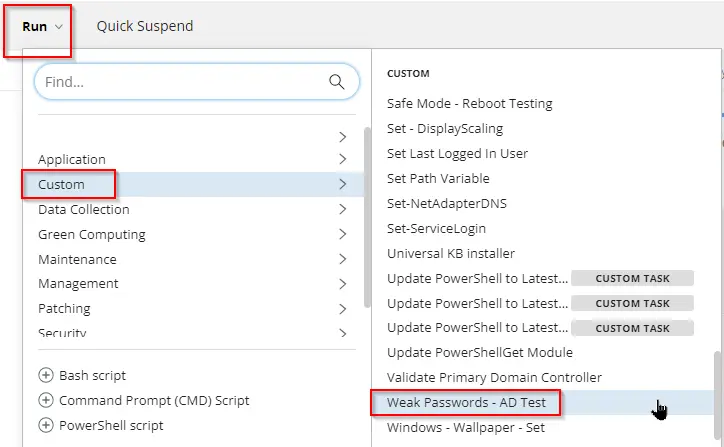 Run
Quick Suspend
Find...
Application
Custom
Data Collection
Green Computing
Maintenance
Management
Patching
Security
Bash script
Command Prompt (CMD) Script
PowerShell script
CUSTOM
Safe Mode - Reboot Testing
Set - DisplayScaling
Set Last Logged In User
Set Path Variable
Set-NetAdapterDNS
Set-ServiceLogin
Universal KB installer
Update PowerShell to Latest... CUSTOM TASK
Update PowerShell to Latest... CUSTOM TASK
Update PowerShell to Latest... CUSTOM TASK
Update PowerShellGet Module
Validate Primary Domain Controller
Weak Passwords - AD Test
Windows - Wallpaper - Set